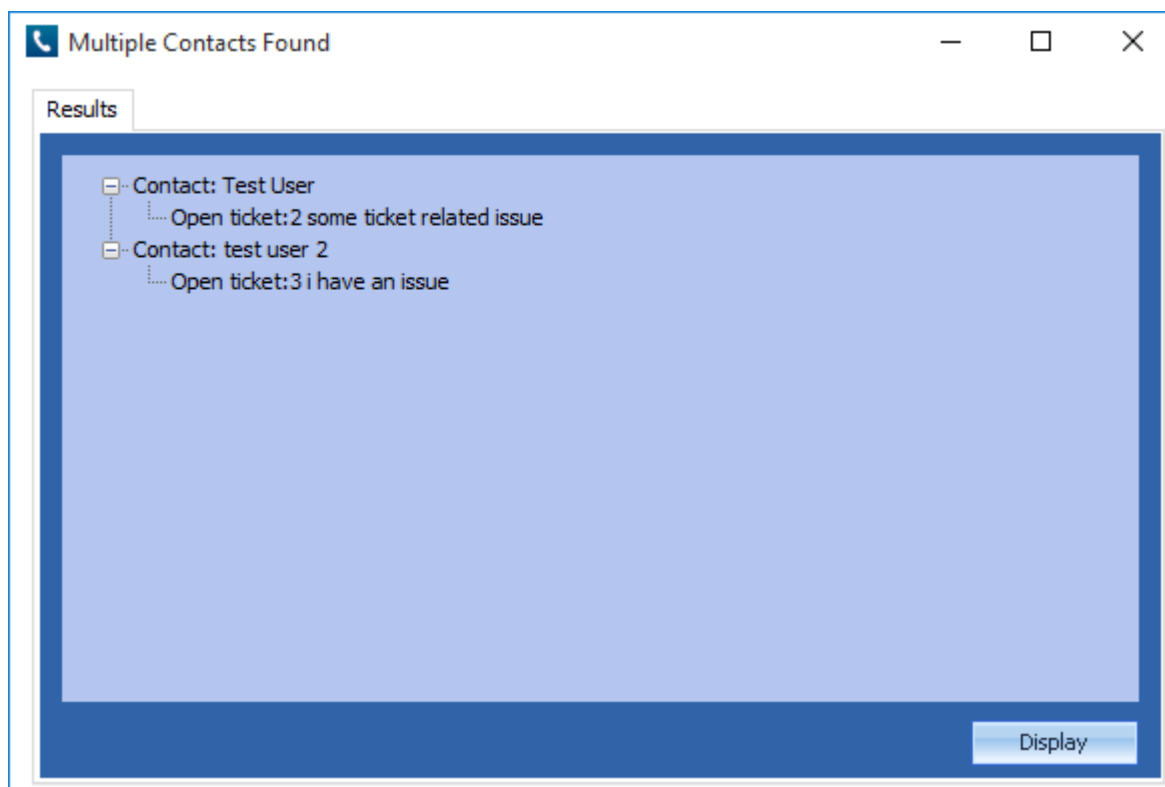 Multiple Contacts Found
Results
Contact: Test User
Open ticket:2 some ticket related issue
Contact: test user 2
Open ticket:3 i have an issue
Display